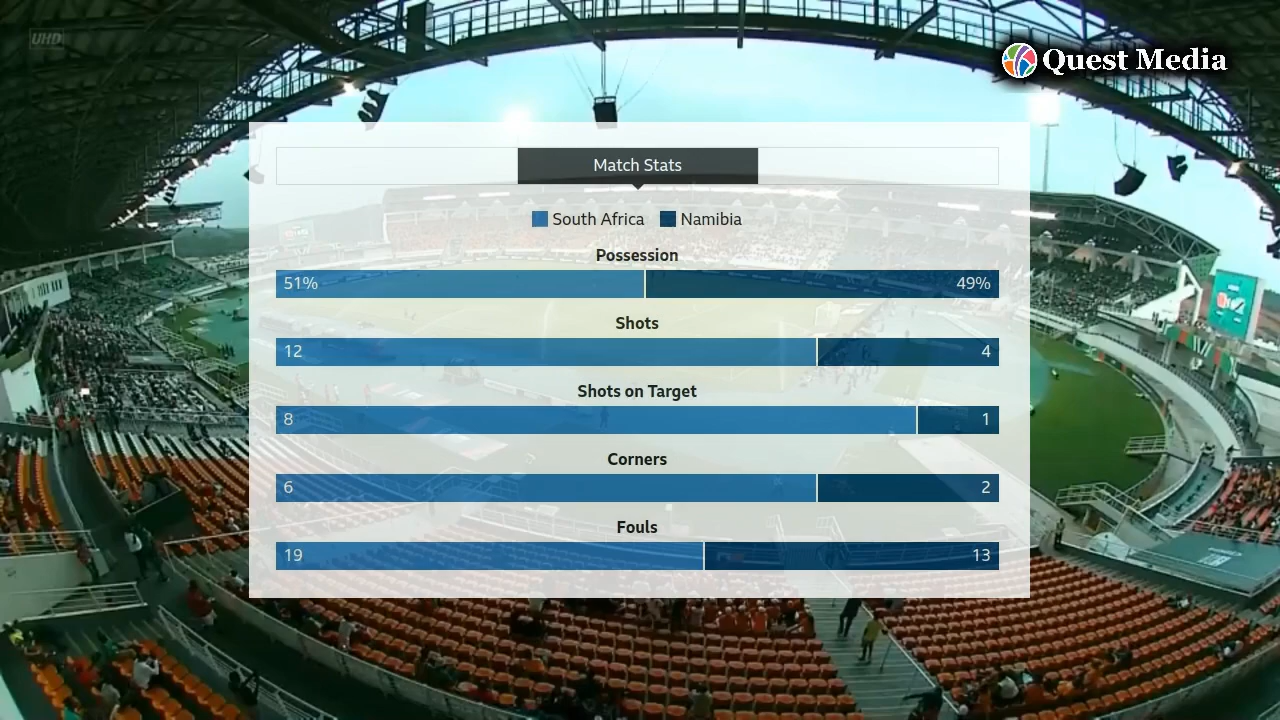 UHD
Quest Media
Match Stats
South Africa Namibia
Possession
51% 49%
Shots
12 4
Shots on Target
8 1
Corners
6 2
Fouls
19 13